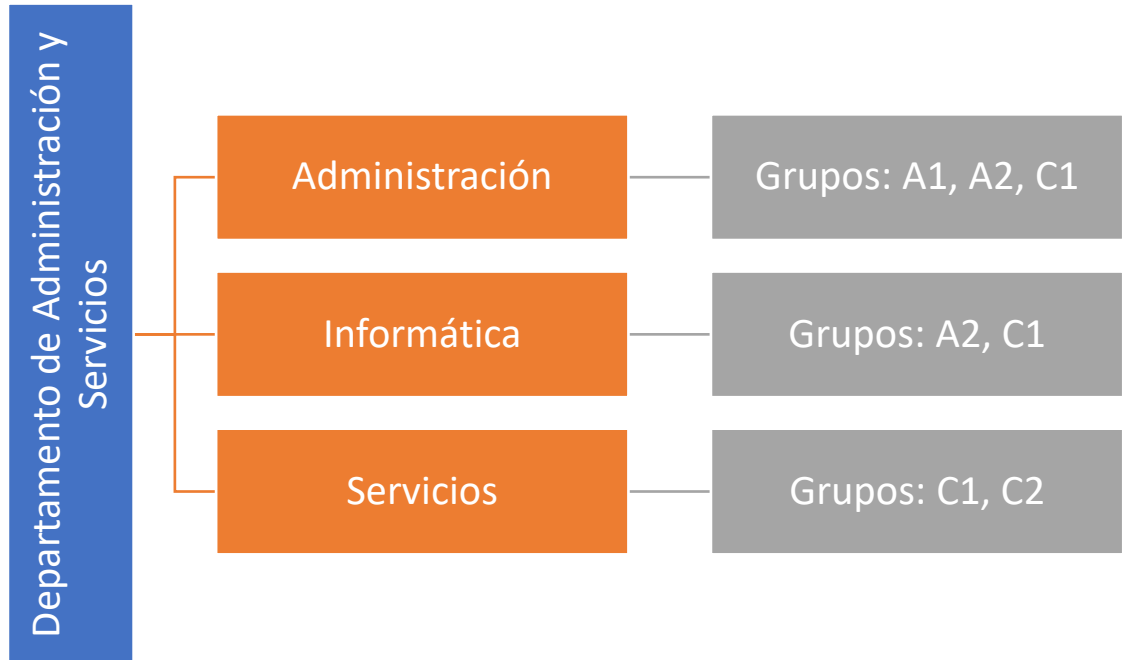 Departamento de Administración y
Servicios
Administración
Grupos: A1, A2, C1
Informática
Grupos: A2, C1
Servicios
Grupos: C1, C2